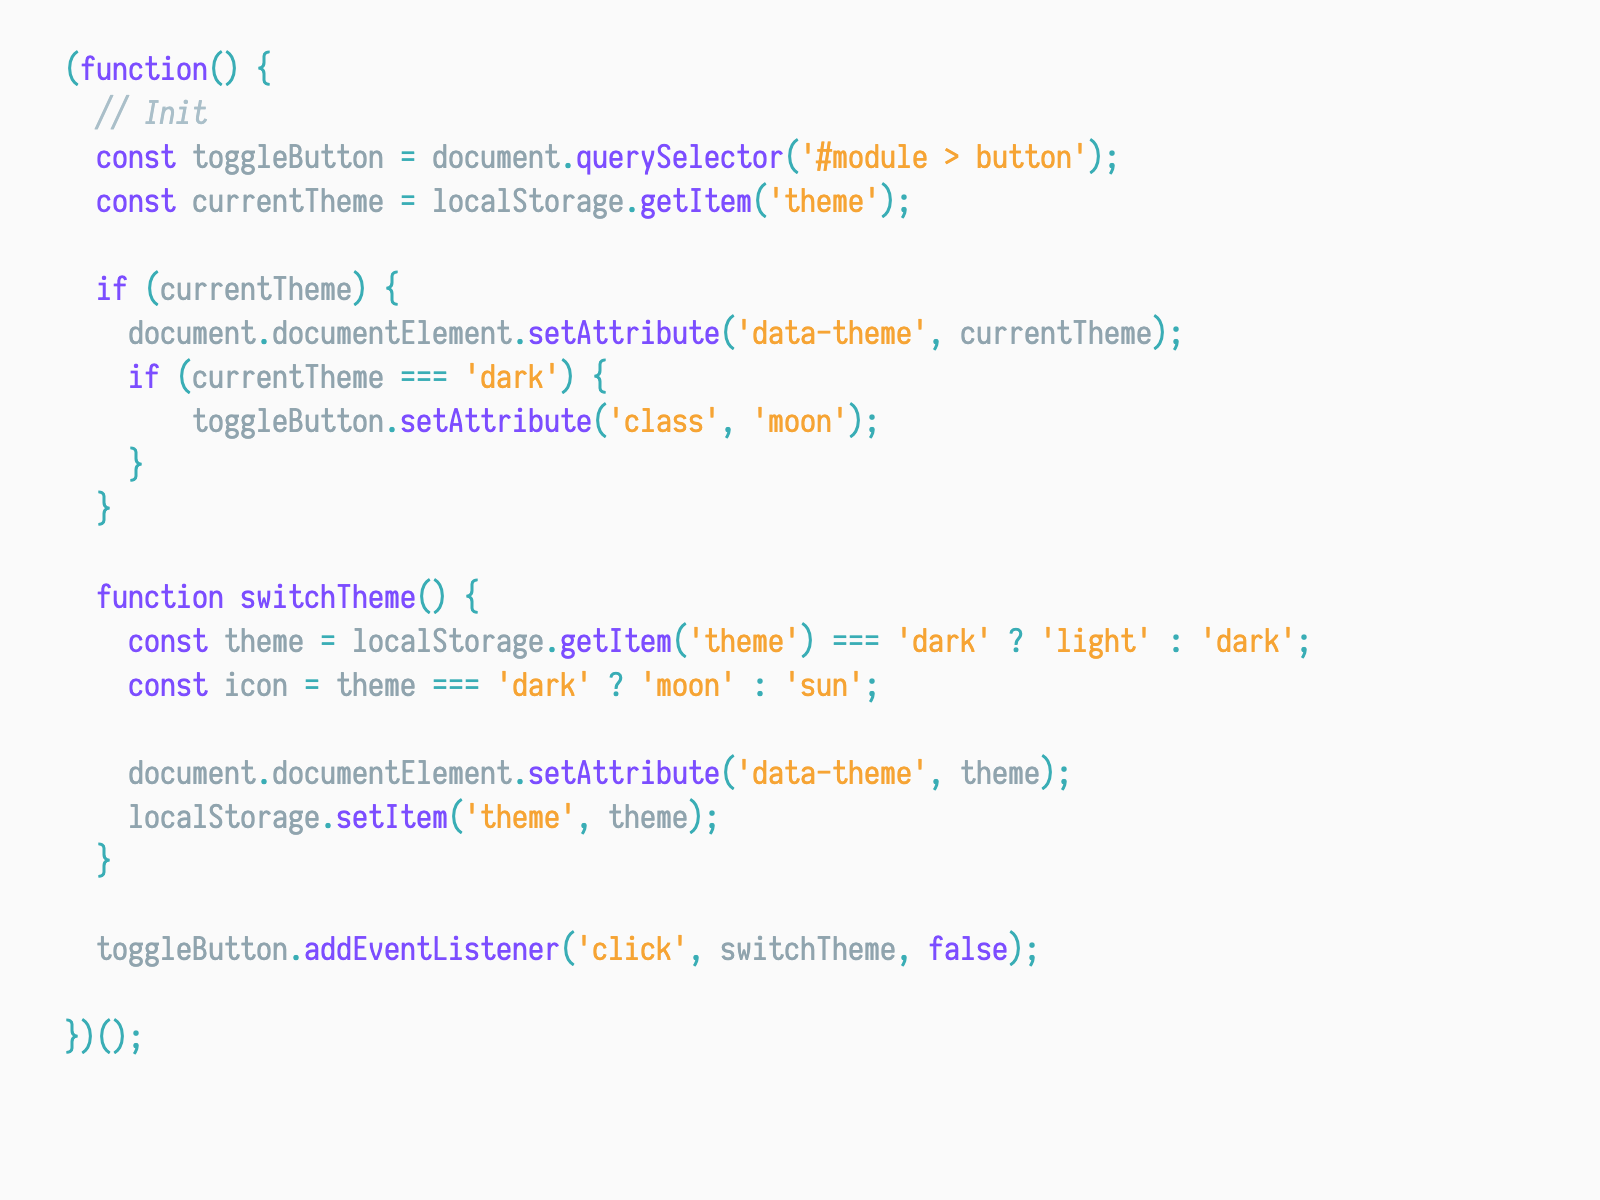 (function() {
  // Init
  const toggleButton = document.querySelector('#module > button');
  const currentTheme = localStorage.getItem('theme');

  if (currentTheme) {
    document.documentElement.setAttribute('data-theme', currentTheme);
    if (currentTheme === 'dark') {
        toggleButton.setAttribute('class', 'moon');
    }
  }

  function switchTheme() {
    const theme = localStorage.getItem('theme') === 'dark' ? 'light' : 'dark';
    const icon = theme === 'dark' ? 'moon' : 'sun';

    document.documentElement.setAttribute('data-theme', theme);
    localStorage.setItem('theme', theme);
  }

  toggleButton.addEventListener('click', switchTheme, false);

})();